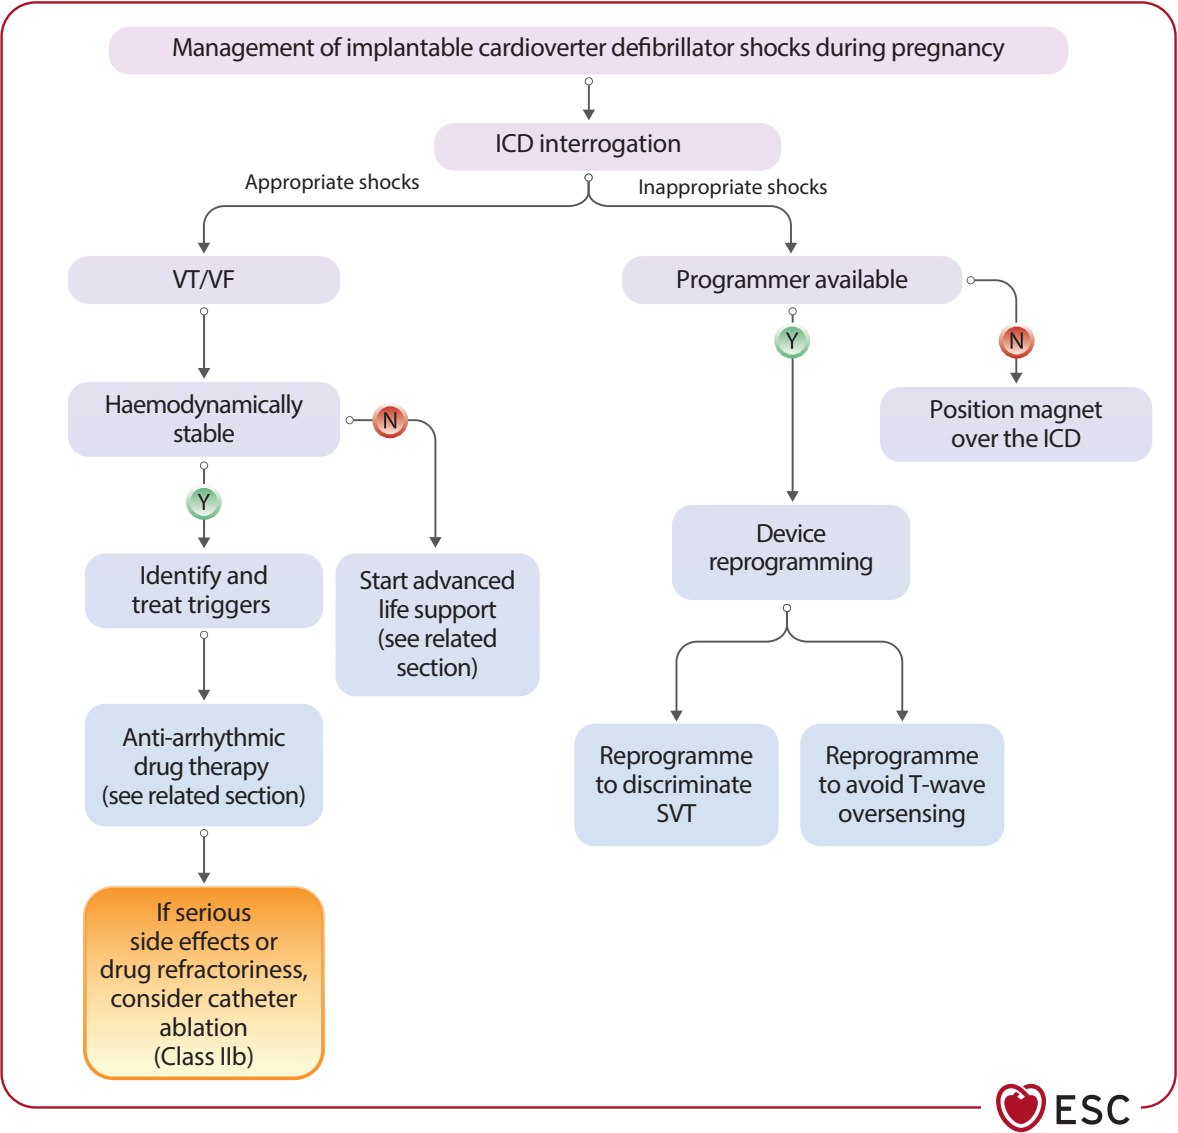 Management of implantable cardioverter defibrillator shocks during pregnancy
ICD interrogation
Appropriate shocks
Inappropriate shocks
VT/VF
Programmer available
Y
N
Haemodynamically
stable
N
Position magnet
over the ICD
Y
Device
reprogramming
Identify and
treat triggers
Start advanced
life support
(see related
section)
Anti-arrhythmic
drug therapy
(see related section)
Reprogramme
to discriminate
SVT
Reprogramme
to avoid T-wave
oversensing
If serious
side effects or
drug refractoriness,
consider catheter
ablation
(Class IIb)
ESC